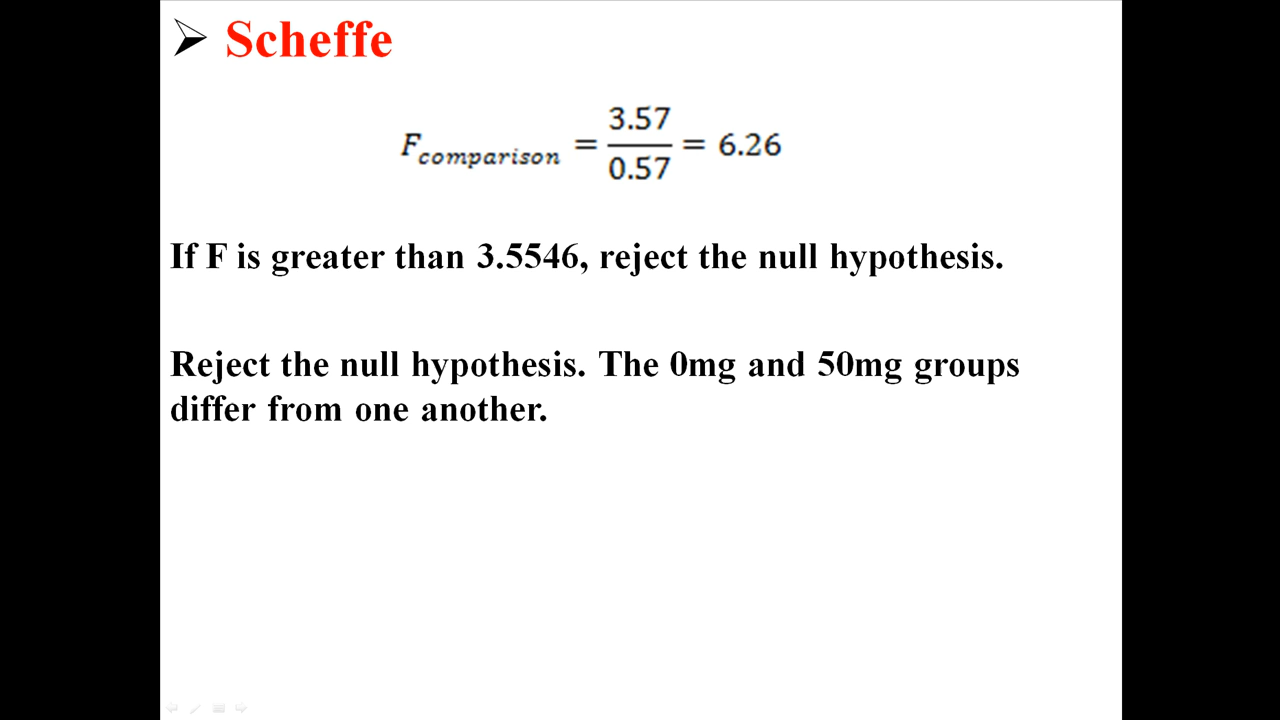 ➢ Scheffe
F_comparison = 3.57/0.57 = 6.26
If F is greater than 3.5546, reject the null hypothesis.
Reject the null hypothesis. The 0mg and 50mg groups
differ from one another.